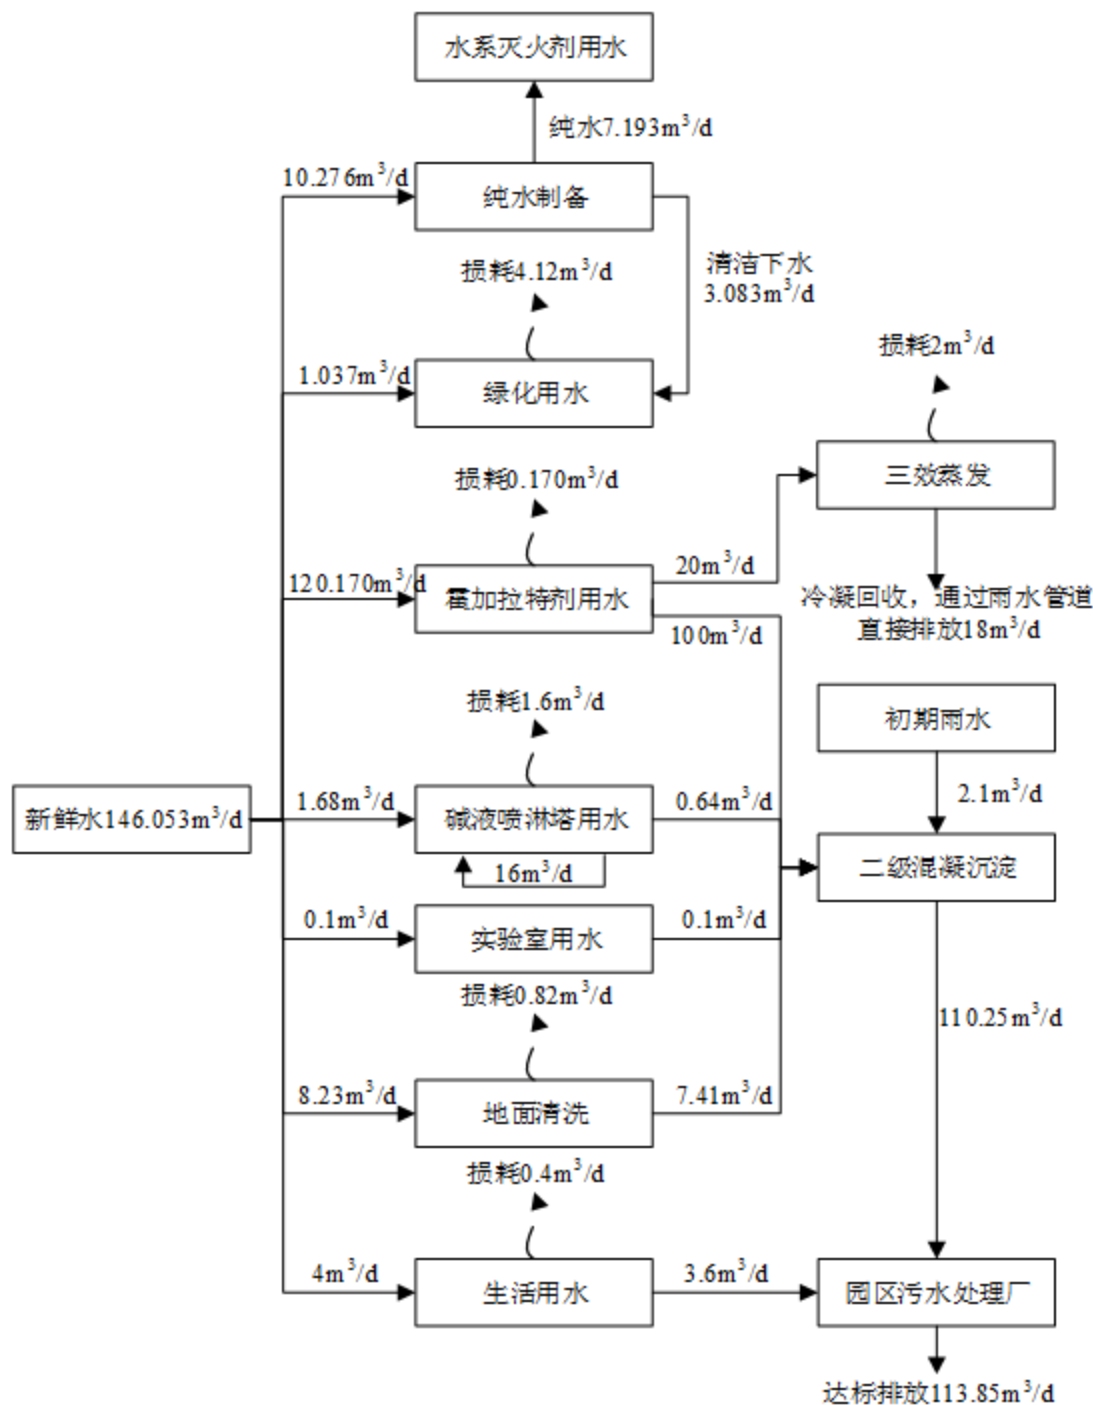 水系灭火剂用水
纯水7.193m³/d
10.276m³/d
纯水制备
清洁下水
3.083m³/d
损耗4.12m³/d
1.037m³/d
绿化用水
损耗2m³/d
三效蒸发
损耗0.170m³/d
20m³/d
120.170m³/d
霍加拉特剂用水
冷凝回收，通过雨水管道
直接排放18m³/d
100m³/d
损耗1.6m³/d
初期雨水
2.1m³/d
新鲜水146.053m³/d
1.68m³/d
碱液喷淋塔用水
0.64m³/d
16m³/d
二级混凝沉淀
0.1m³/d
实验室用水
0.1m³/d
损耗0.82m³/d
110.25m³/d
8.23m³/d
地面清洗
7.41m³/d
损耗0.4m³/d
4m³/d
生活用水
3.6m³/d
园区污水处理厂
达标排放113.85m³/d